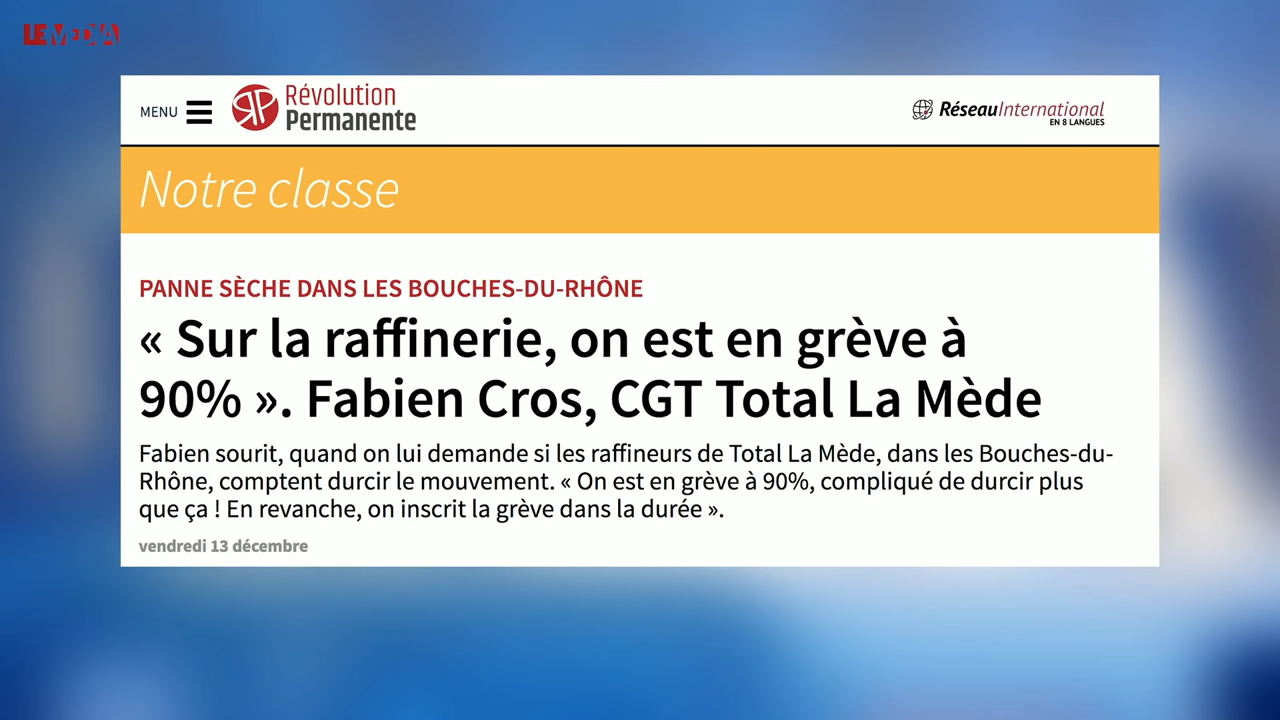 LEMEDIA
MENU
Révolution
Permanente
RéseauInternational
EN 8 LANGUES
Notre classe
PANNE SÈCHE DANS LES BOUCHES-DU-RHÔNE
« Sur la raffinerie, on est en grève à
90% ». Fabien Cros, CGT Total La Mède
Fabien sourit, quand on lui demande si les raffineurs de Total La Mède, dans les Bouches-du-
Rhône, comptent durcir le mouvement. « On est en grève à 90%, compliqué de durcir plus
que ça ! En revanche, on inscrit la grève dans la durée ».
vendredi 13 décembre